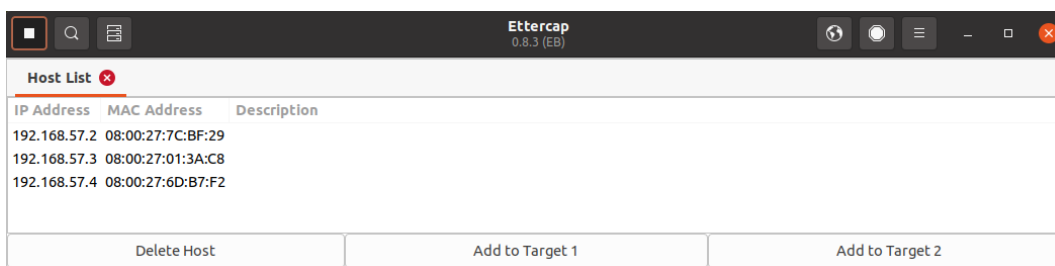 Ettercap
0.8.3 (EB)
Host List
IP Address MAC Address Description
192.168.57.2 08:00:27:7C:BF:29
192.168.57.3 08:00:27:01:3A:C8
192.168.57.4 08:00:27:6D:B7:F2
Delete Host Add to Target 1 Add to Target 2